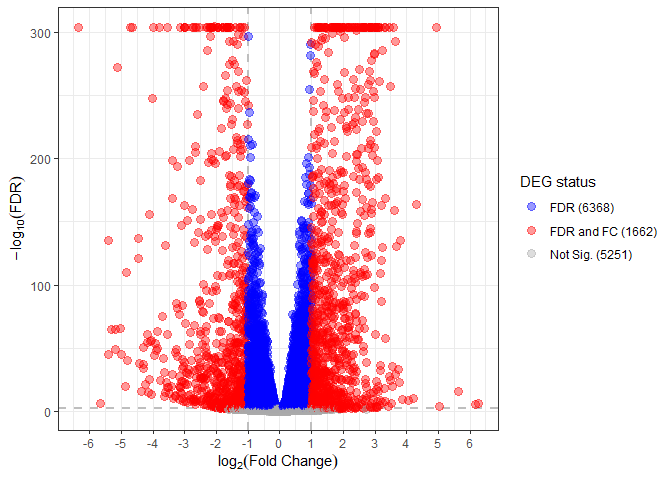 300
200
100
0
-log10(FDR)
-6 -5 -4 -3 -2 -1 0 1 2 3 4 5 6
log2(Fold Change)
DEG status
FDR (6368)
FDR and FC (1662)
Not Sig. (5251)